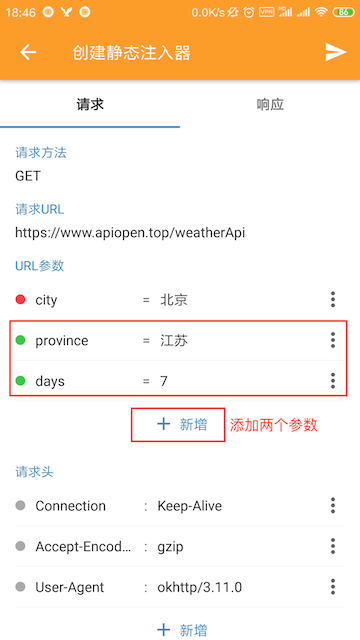 18:46 0.0K/s VPN 3G 86
创建静态注入器
请求 响应
请求方法
GET
请求URL
https://www.apiopen.top/weatherApi
URL参数
city = 北京
province = 江苏
days = 7
+ 新增 添加两个参数
请求头
Connection : Keep-Alive
Accept-Encod... : gzip
User-Agent : okhttp/3.11.0
+ 新增